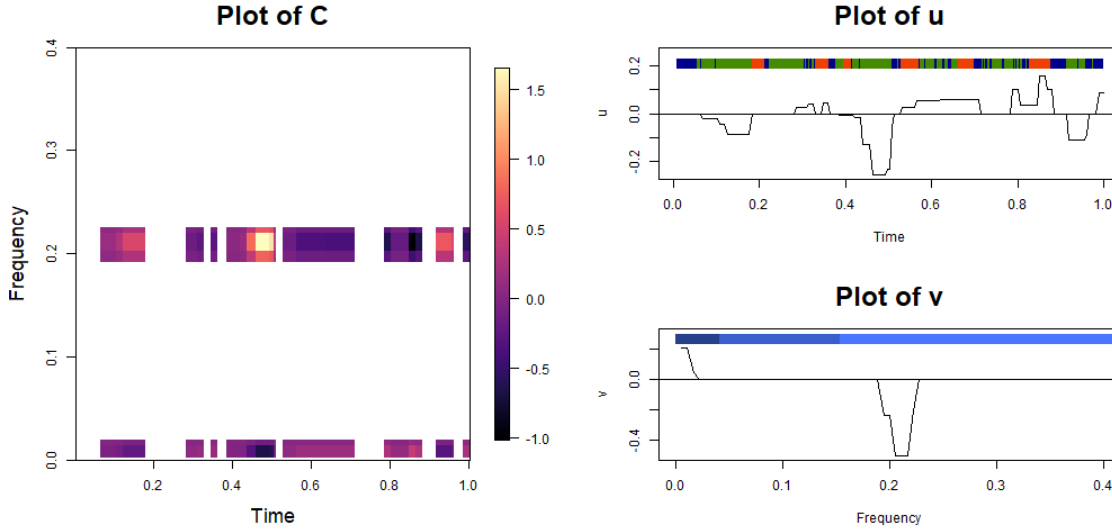 Plot of C
0.4
0.3
0.2
0.1
0.0
Frequency
0.2 0.4 0.6 0.8 1.0
Time
1.5
1.0
0.5
0.0
-0.5
-1.0
Plot of u
0.2
0.0
-0.2
u
0.0 0.2 0.4 0.6 0.8 1.0
Time
Plot of v
0.0
-0.4
v
0.0 0.1 0.2 0.3 0.4
Frequency